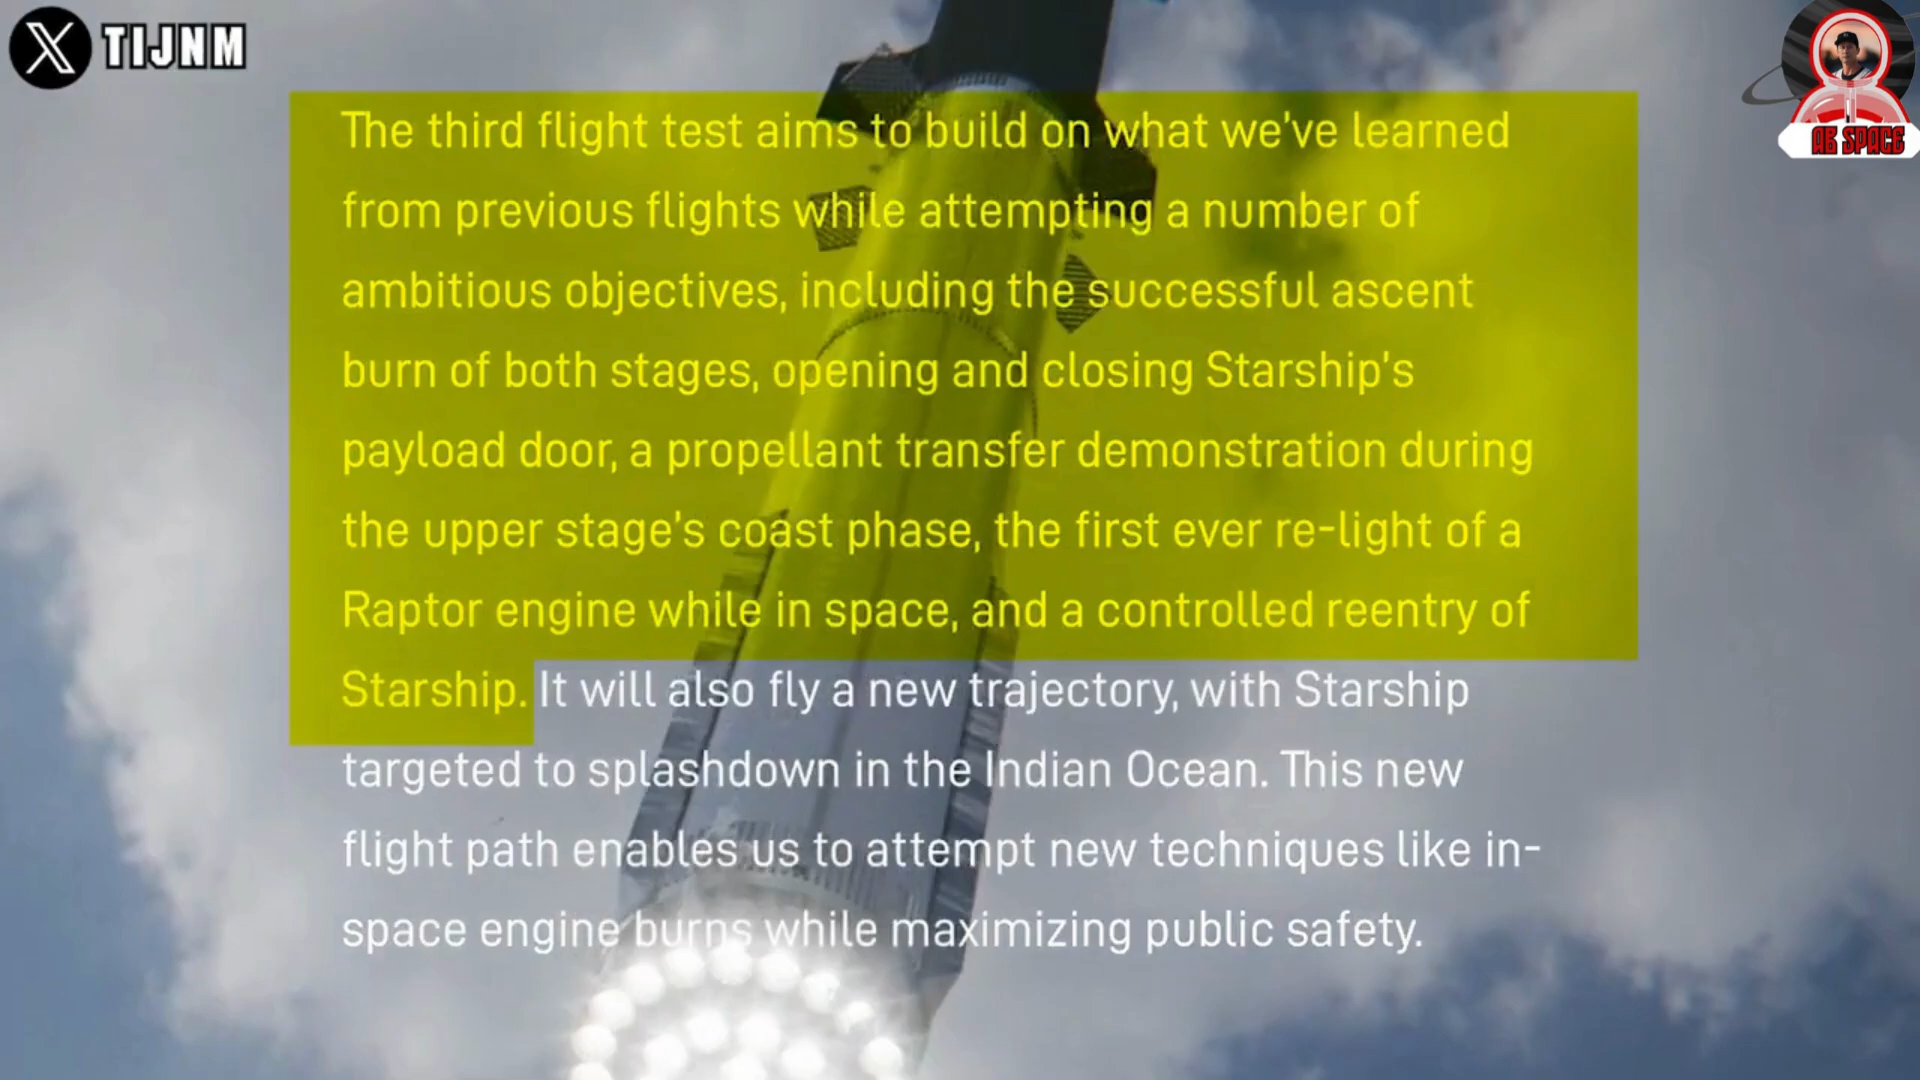 X TIJNM
AB SPACE
The third flight test aims to build on what we've learned
from previous flights while attempting a number of
ambitious objectives, including the successful ascent
burn of both stages, opening and closing Starship's
payload door, a propellant transfer demonstration during
the upper stage's coast phase, the first ever re-light of a
Raptor engine while in space, and a controlled reentry of
Starship. It will also fly a new trajectory, with Starship
targeted to splashdown in the Indian Ocean. This new
flight path enables us to attempt new techniques like in-
space engine burns while maximizing public safety.